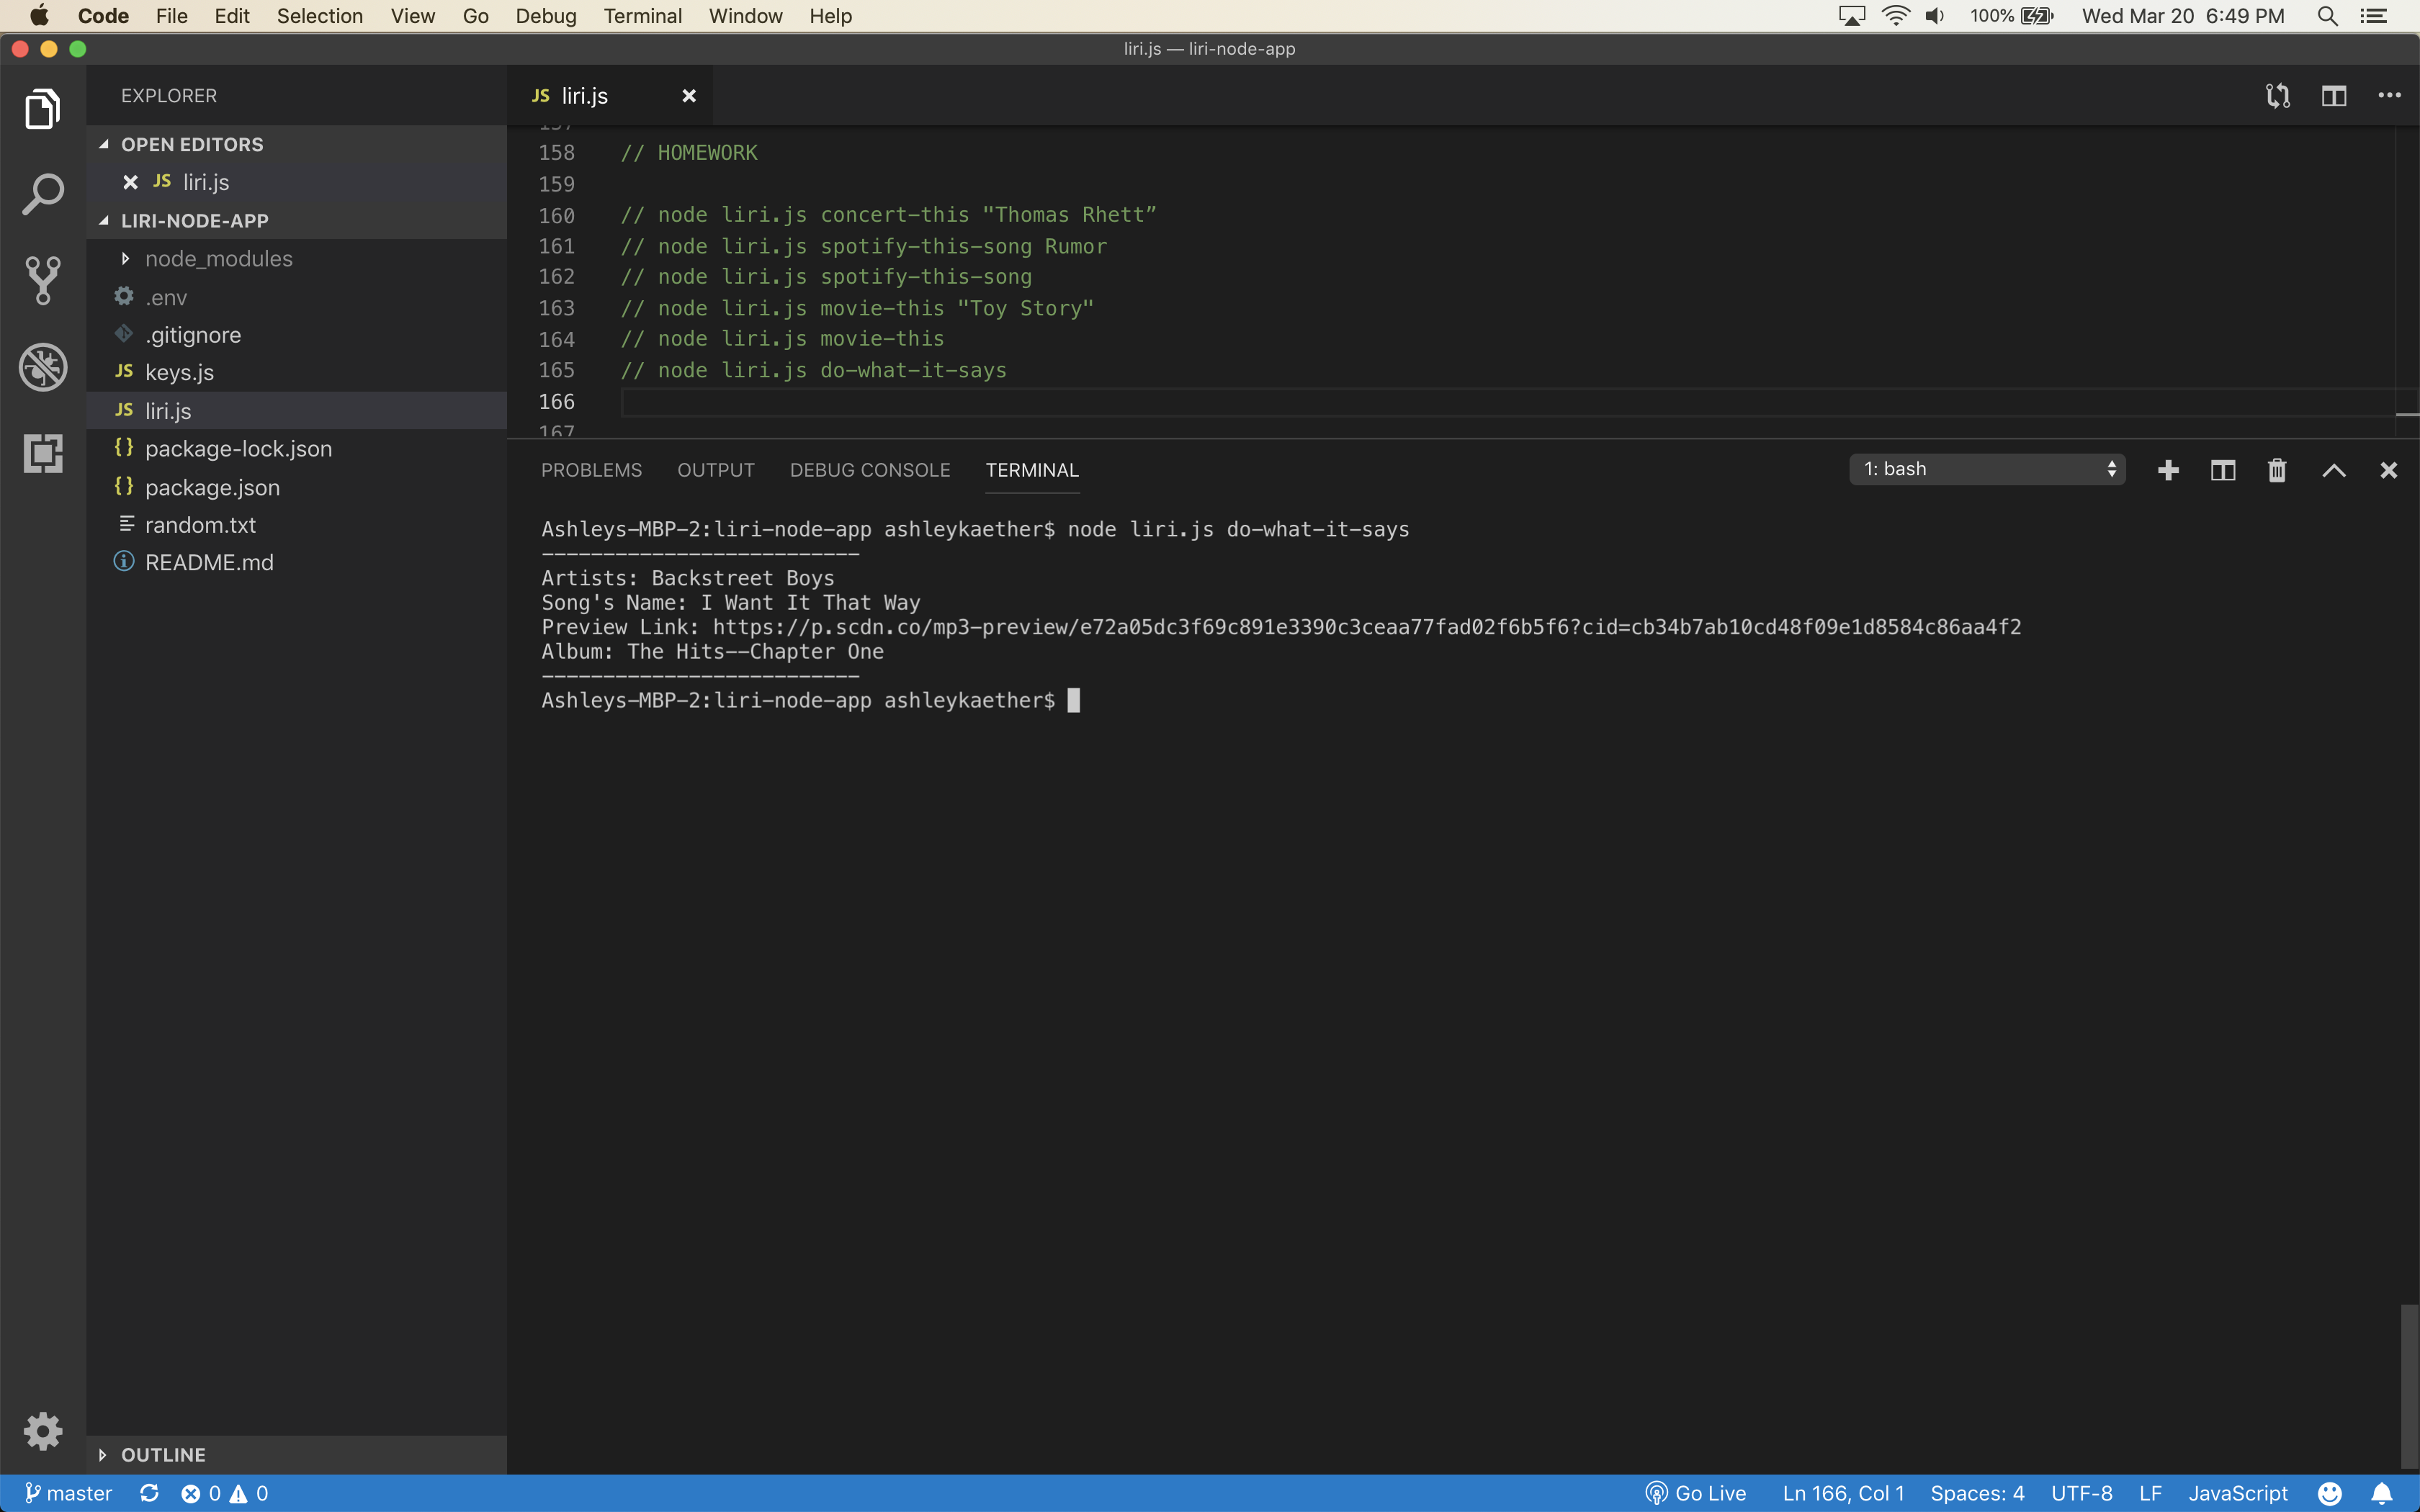 Code File Edit Selection View Go Debug Terminal Window Help 100% Wed Mar 20 6:49 PM
liri.js — liri-node-app
EXPLORER
OPEN EDITORS
JS liri.js
LIRI-NODE-APP
node_modules
.env
.gitignore
JS keys.js
JS liri.js
{} package-lock.json
{} package.json
random.txt
README.md
OUTLINE
JS liri.js
157
158 // HOMEWORK
159
160 // node liri.js concert-this "Thomas Rhett”
161 // node liri.js spotify-this-song Rumor
162 // node liri.js spotify-this-song
163 // node liri.js movie-this "Toy Story"
164 // node liri.js movie-this
165 // node liri.js do-what-it-says
166
167
PROBLEMS OUTPUT DEBUG CONSOLE TERMINAL 1: bash
Ashleys-MBP-2:liri-node-app ashleykaether$ node liri.js do-what-it-says
--------------------------
Artists: Backstreet Boys
Song's Name: I Want It That Way
Preview Link: https://p.scdn.co/mp3-preview/e72a05dc3f69c891e3390c3ceaa77fad02f6b5f6?cid=cb34b7ab10cd48f09e1d8584c86aa4f2
Album: The Hits--Chapter One
--------------------------
Ashleys-MBP-2:liri-node-app ashleykaether$
master 0 0 Go Live Ln 166, Col 1 Spaces: 4 UTF-8 LF JavaScript